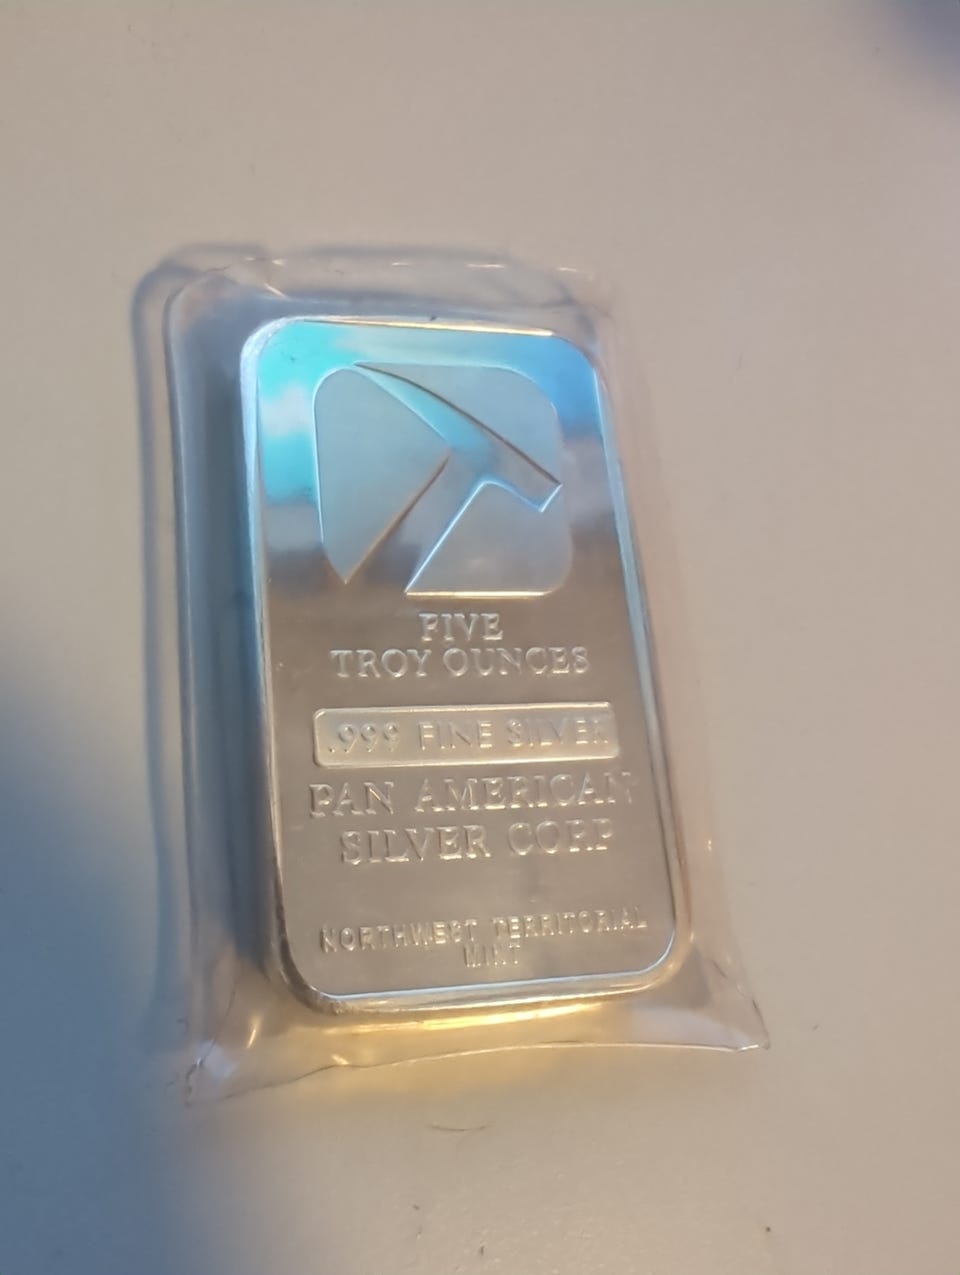 FIVE
TROY OUNCES
.999 FINE SILVER
PAN AMERICAN
SILVER CORP
NORTHWEST TERRITORIAL
MINT